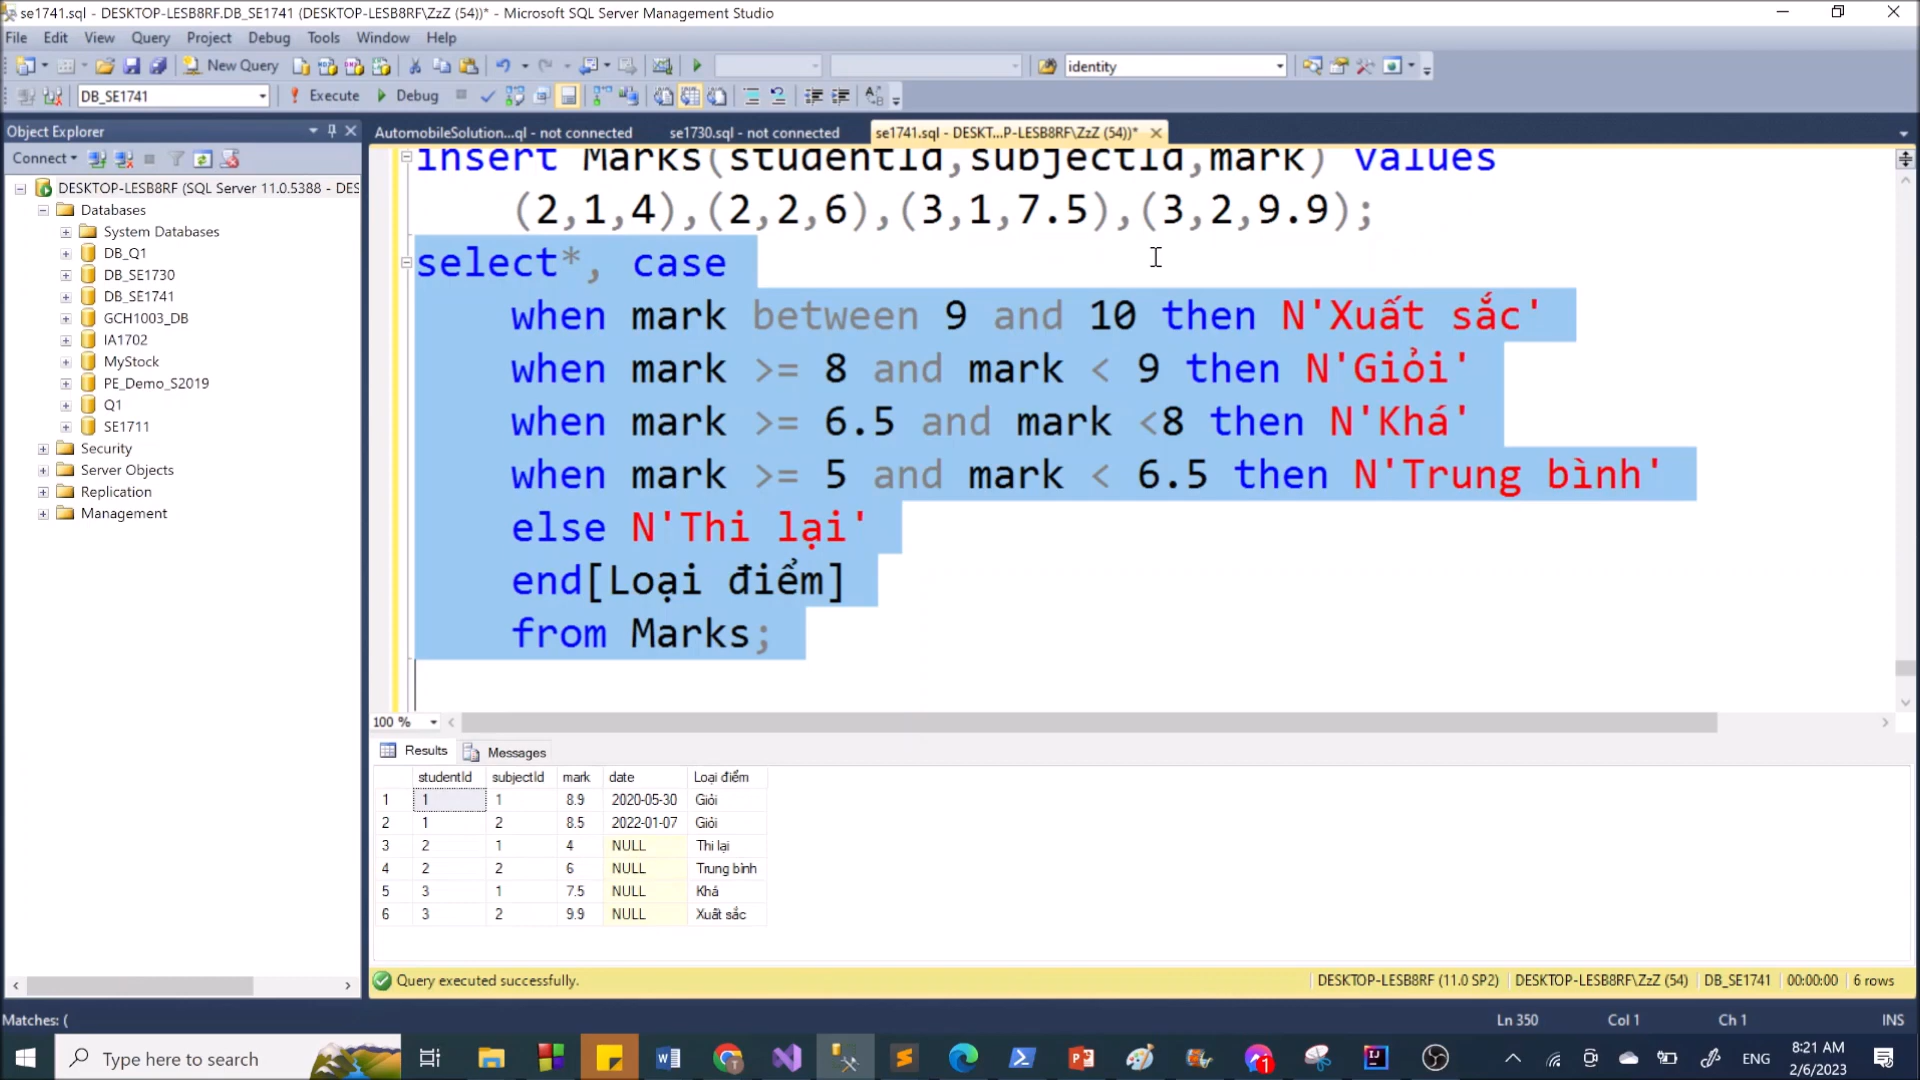 se1741.sql - DESKTOP-LESB8RF.DB_SE1741 (DESKTOP-LESB8RF\ZzZ (54))* - Microsoft SQL Server Management Studio
File Edit View Query Project Debug Tools Window Help
New Query identity
DB_SE1741 Execute Debug
Object Explorer
AutomobileSolution...ql - not connected se1730.sql - not connected se1741.sql - DESKT...P-LESB8RF\ZzZ (54))*
Connect
DESKTOP-LESB8RF (SQL Server 11.0.5388 - DES
Databases
System Databases
DB_Q1
DB_SE1730
DB_SE1741
GCH1003_DB
IA1702
MyStock
PE_Demo_S2019
Q1
SE1711
Security
Server Objects
Replication
Management
insert Marks(studentId,subjectId,mark) values
(2,1,4),(2,2,6),(3,1,7.5),(3,2,9.9);
select*, case
when mark between 9 and 10 then N'Xuất sắc'
when mark >= 8 and mark < 9 then N'Giỏi'
when mark >= 6.5 and mark <8 then N'Khá'
when mark >= 5 and mark < 6.5 then N'Trung bình'
else N'Thi lại'
end[Loại điểm]
from Marks;
100 %
Results Messages
studentId subjectId mark date Loại điểm
1 1 1 8.9 2020-05-30 Giỏi
2 1 2 8.5 2022-01-07 Giỏi
3 2 1 4 NULL Thi lại
4 2 2 6 NULL Trung bình
5 3 1 7.5 NULL Khá
6 3 2 9.9 NULL Xuất sắc
Query executed successfully. DESKTOP-LESB8RF (11.0 SP2) DESKTOP-LESB8RF\ZzZ (54) DB_SE1741 00:00:00 6 rows
Matches: ( Ln 350 Col 1 Ch 1 INS
Type here to search 1 ENG 8:21 AM
2/6/2023